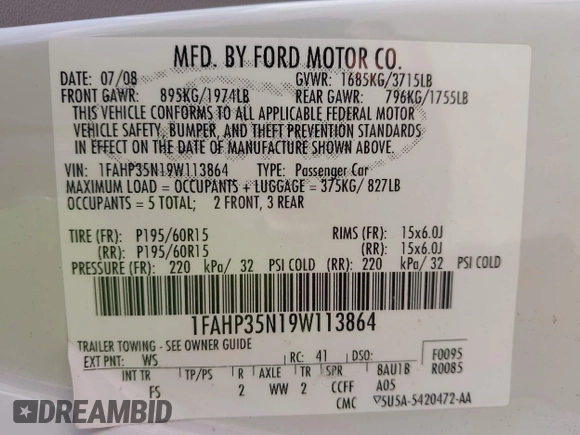 MFD. BY FORD MOTOR CO.
DATE: 07/08 GVWR: 1685KG/3715LB
FRONT GAWR: 895KG/1974LB REAR GAWR: 796KG/1755LB
THIS VEHICLE CONFORMS TO ALL APPLICABLE FEDERAL MOTOR
VEHICLE SAFETY, BUMPER, AND THEFT PREVENTION STANDARDS
IN EFFECT ON THE DATE OF MANUFACTURE SHOWN ABOVE.
VIN: 1FAHP35N19W113864 TYPE: Passenger Car
MAXIMUM LOAD = OCCUPANTS + LUGGAGE = 375KG/ 827LB
OCCUPANTS = 5 TOTAL; 2 FRONT, 3 REAR
TIRE (FR): P195/60R15 RIMS (FR): 15x6.0J
(RR): P195/60R15 (RR): 15x6.0J
PRESSURE (FR): 220 kPa/ 32 PSI COLD (RR): 220 kPa/ 32 PSI COLD
1FAHP35N19W113864
TRAILER TOWING - SEE OWNER GUIDE
EXT PNT: WS RC: 41 DSO: F0095
INT TR TP/PS R AXLE TR SPR 8AU1B R0085
FS 2 WW 2 CCFF A05
CMC 5U5A-5420472-AA
DREAMBID